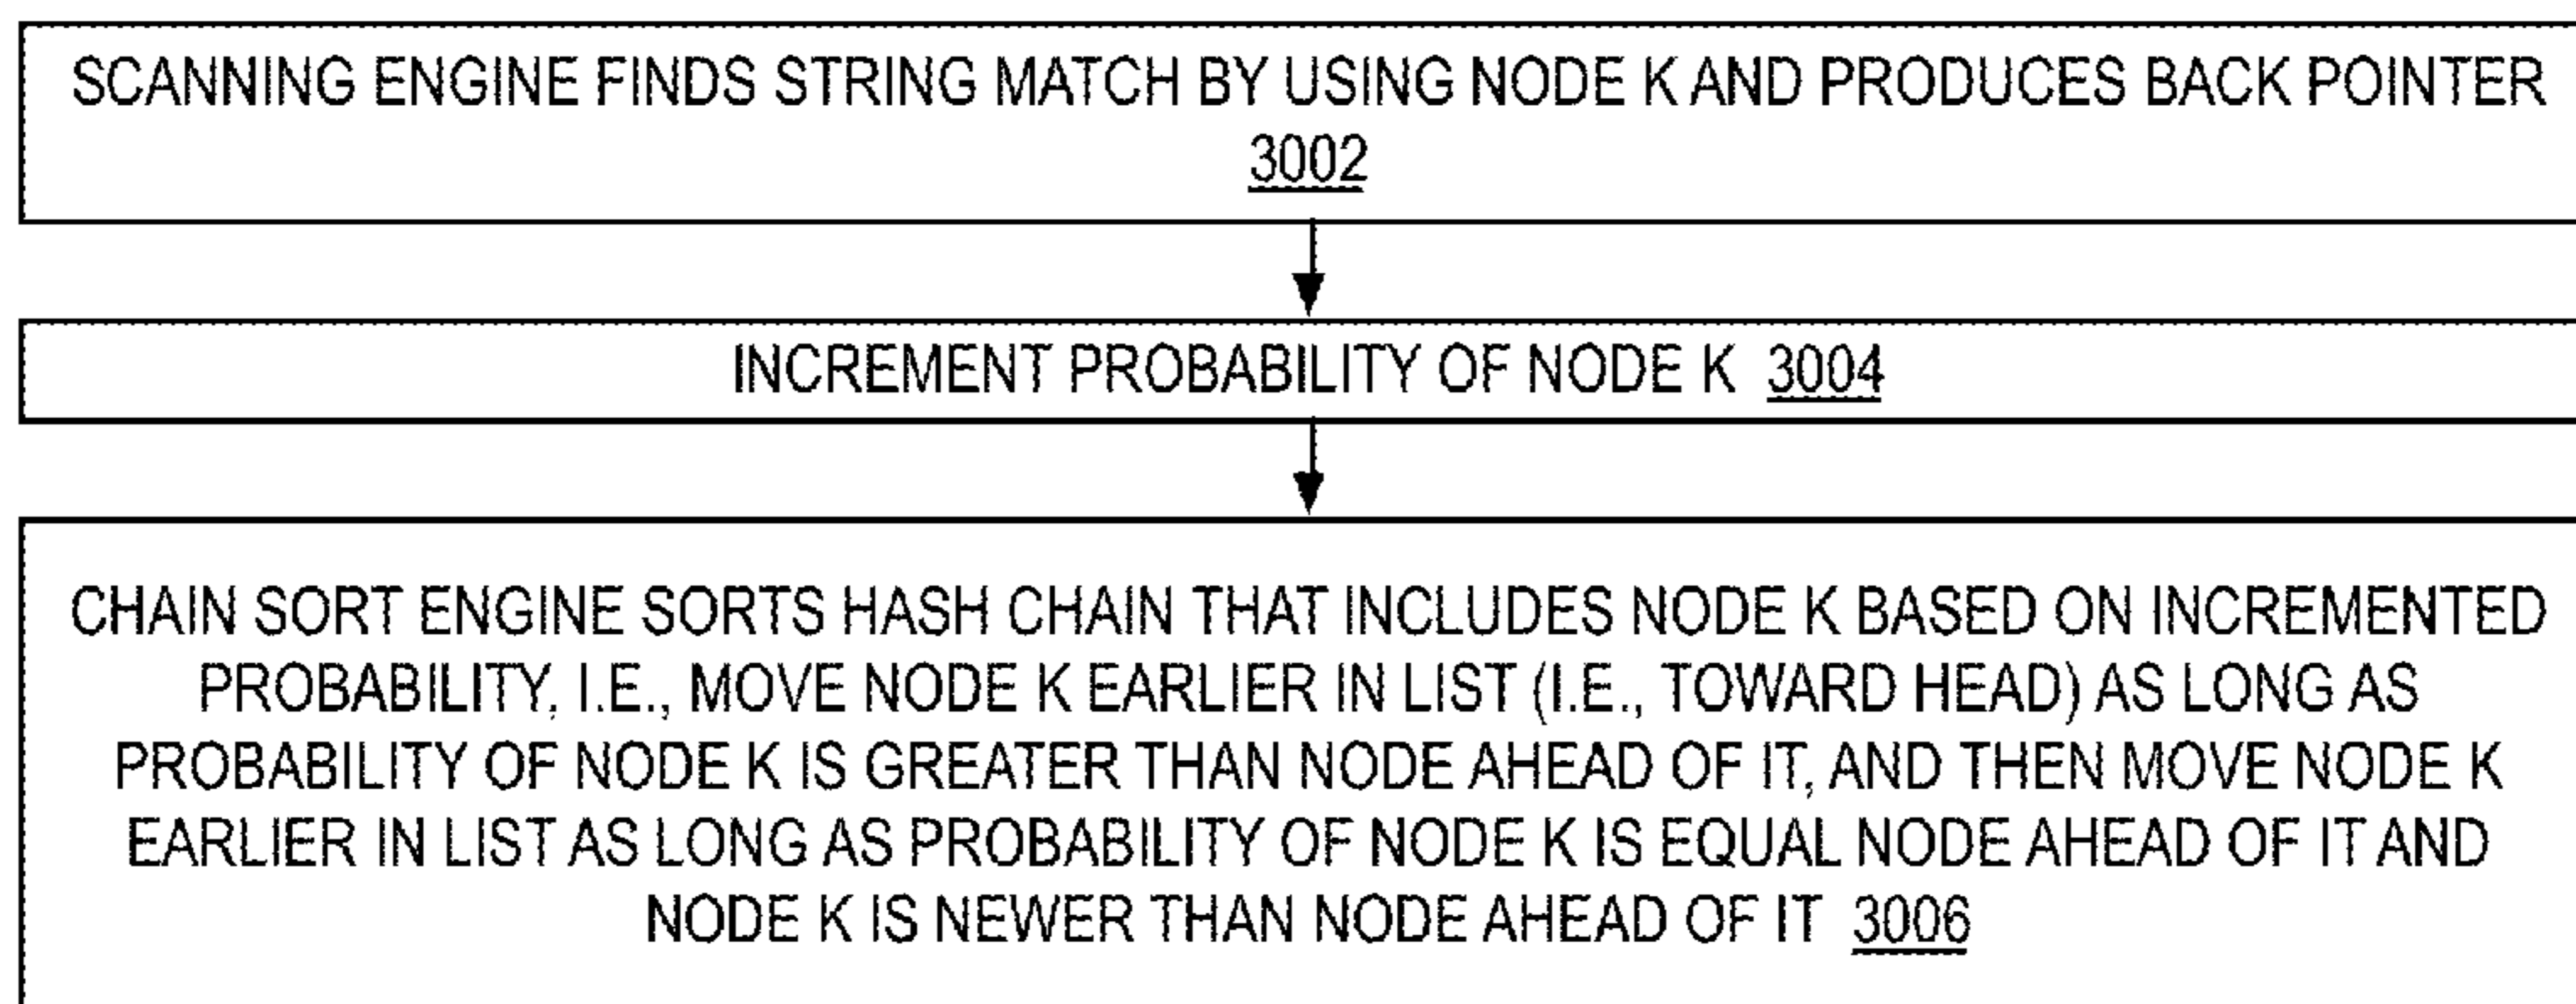 SCANNING ENGINE FINDS STRING MATCH BY USING NODE K AND PRODUCES BACK POINTER
3002
INCREMENT PROBABILITY OF NODE K 3004
CHAIN SORT ENGINE SORTS HASH CHAIN THAT INCLUDES NODE K BASED ON INCREMENTED
PROBABILITY, I.E., MOVE NODE K EARLIER IN LIST (I.E., TOWARD HEAD) AS LONG AS
PROBABILITY OF NODE K IS GREATER THAN NODE AHEAD OF IT, AND THEN MOVE NODE K
EARLIER IN LIST AS LONG AS PROBABILITY OF NODE K IS EQUAL NODE AHEAD OF IT AND
NODE K IS NEWER THAN NODE AHEAD OF IT 3006